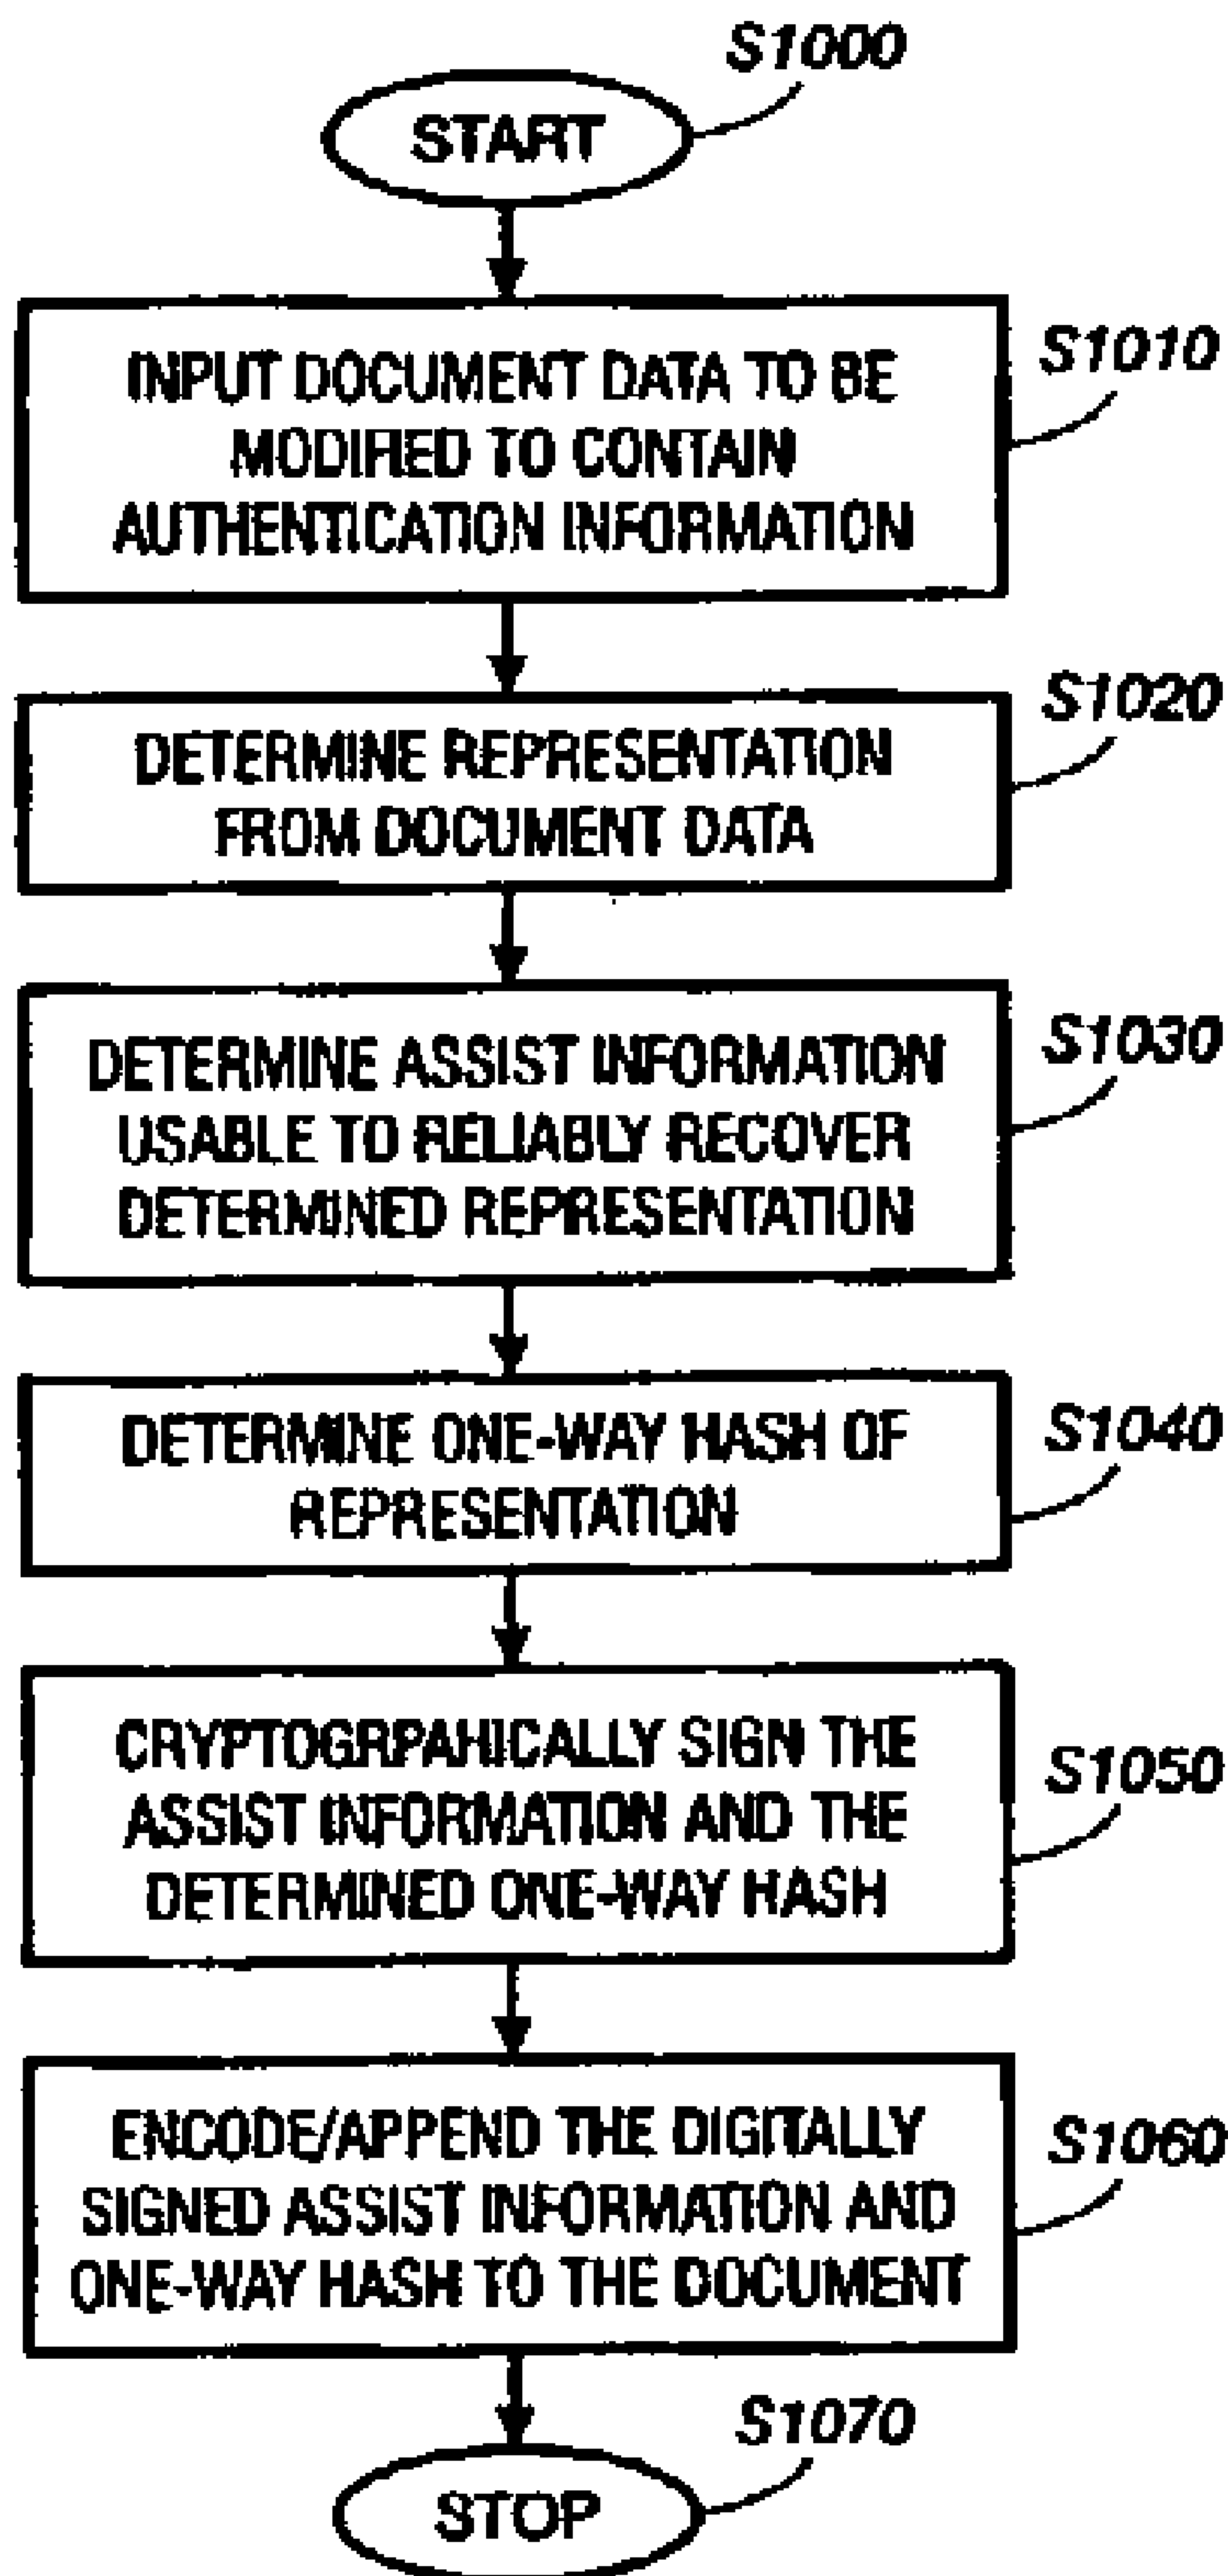 S1000
START
S1010
INPUT DOCUMENT DATA TO BE
MODIFIED TO CONTAIN
AUTHENTICATION INFORMATION
S1020
DETERMINE REPRESENTATION
FROM DOCUMENT DATA
S1030
DETERMINE ASSIST INFORMATION
USABLE TO RELIABLY RECOVER
DETERMINED REPRESENTATION
S1040
DETERMINE ONE-WAY HASH OF
REPRESENTATION
S1050
CRYPTOGRPAHICALLY SIGN THE
ASSIST INFORMATION AND THE
DETERMINED ONE-WAY HASH
S1060
ENCODE/APPEND THE DIGITALLY
SIGNED ASSIST INFORMATION AND
ONE-WAY HASH TO THE DOCUMENT
S1070
STOP